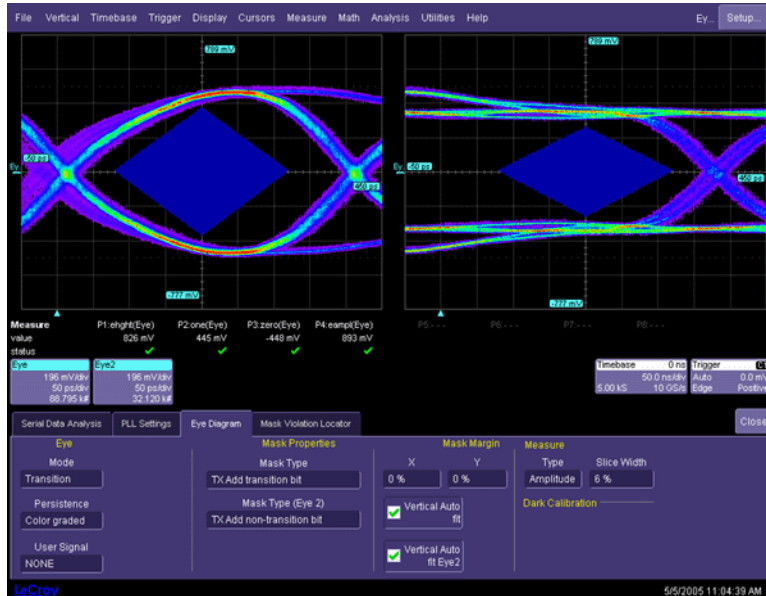 File Vertical Timebase Trigger Display Cursors Measure Math Analysis Utilities Help Ey... Setup...
789 mV 789 mV
Ey. -50 ps 450 ps Ey. -50 ps 450 ps
-777 mV -777 mV
Measure P1:ehght(Eye) P2:one(Eye) P3:zero(Eye) P4:eampl(Eye) P5:- - - P6:- - - P7:- - - P8:- - -
value 826 mV 445 mV -448 mV 893 mV
status
Eye Eye2 Timebase 0 ns Trigger C1
196 mV/div 196 mV/div 50.0 ns/div Auto 0.0 mV
50 ps/div 50 ps/div 5.00 kS 10 GS/s Edge Positive
88.795 k# 32.120 k#
Serial Data Analysis PLL Settings Eye Diagram Mask Violation Locator Close
Eye Mask Properties Mask Margin Measure
Mode Mask Type X Y Type Slice Width
Transition TX Add transition bit 0 % 0 % Amplitude 6 %
Persistence Mask Type (Eye 2) Vertical Auto fit Dark Calibration
Color graded TX Add non-transition bit
User Signal Vertical Auto fit Eye2
NONE
LeCroy 5/5/2005 11:04:39 AM